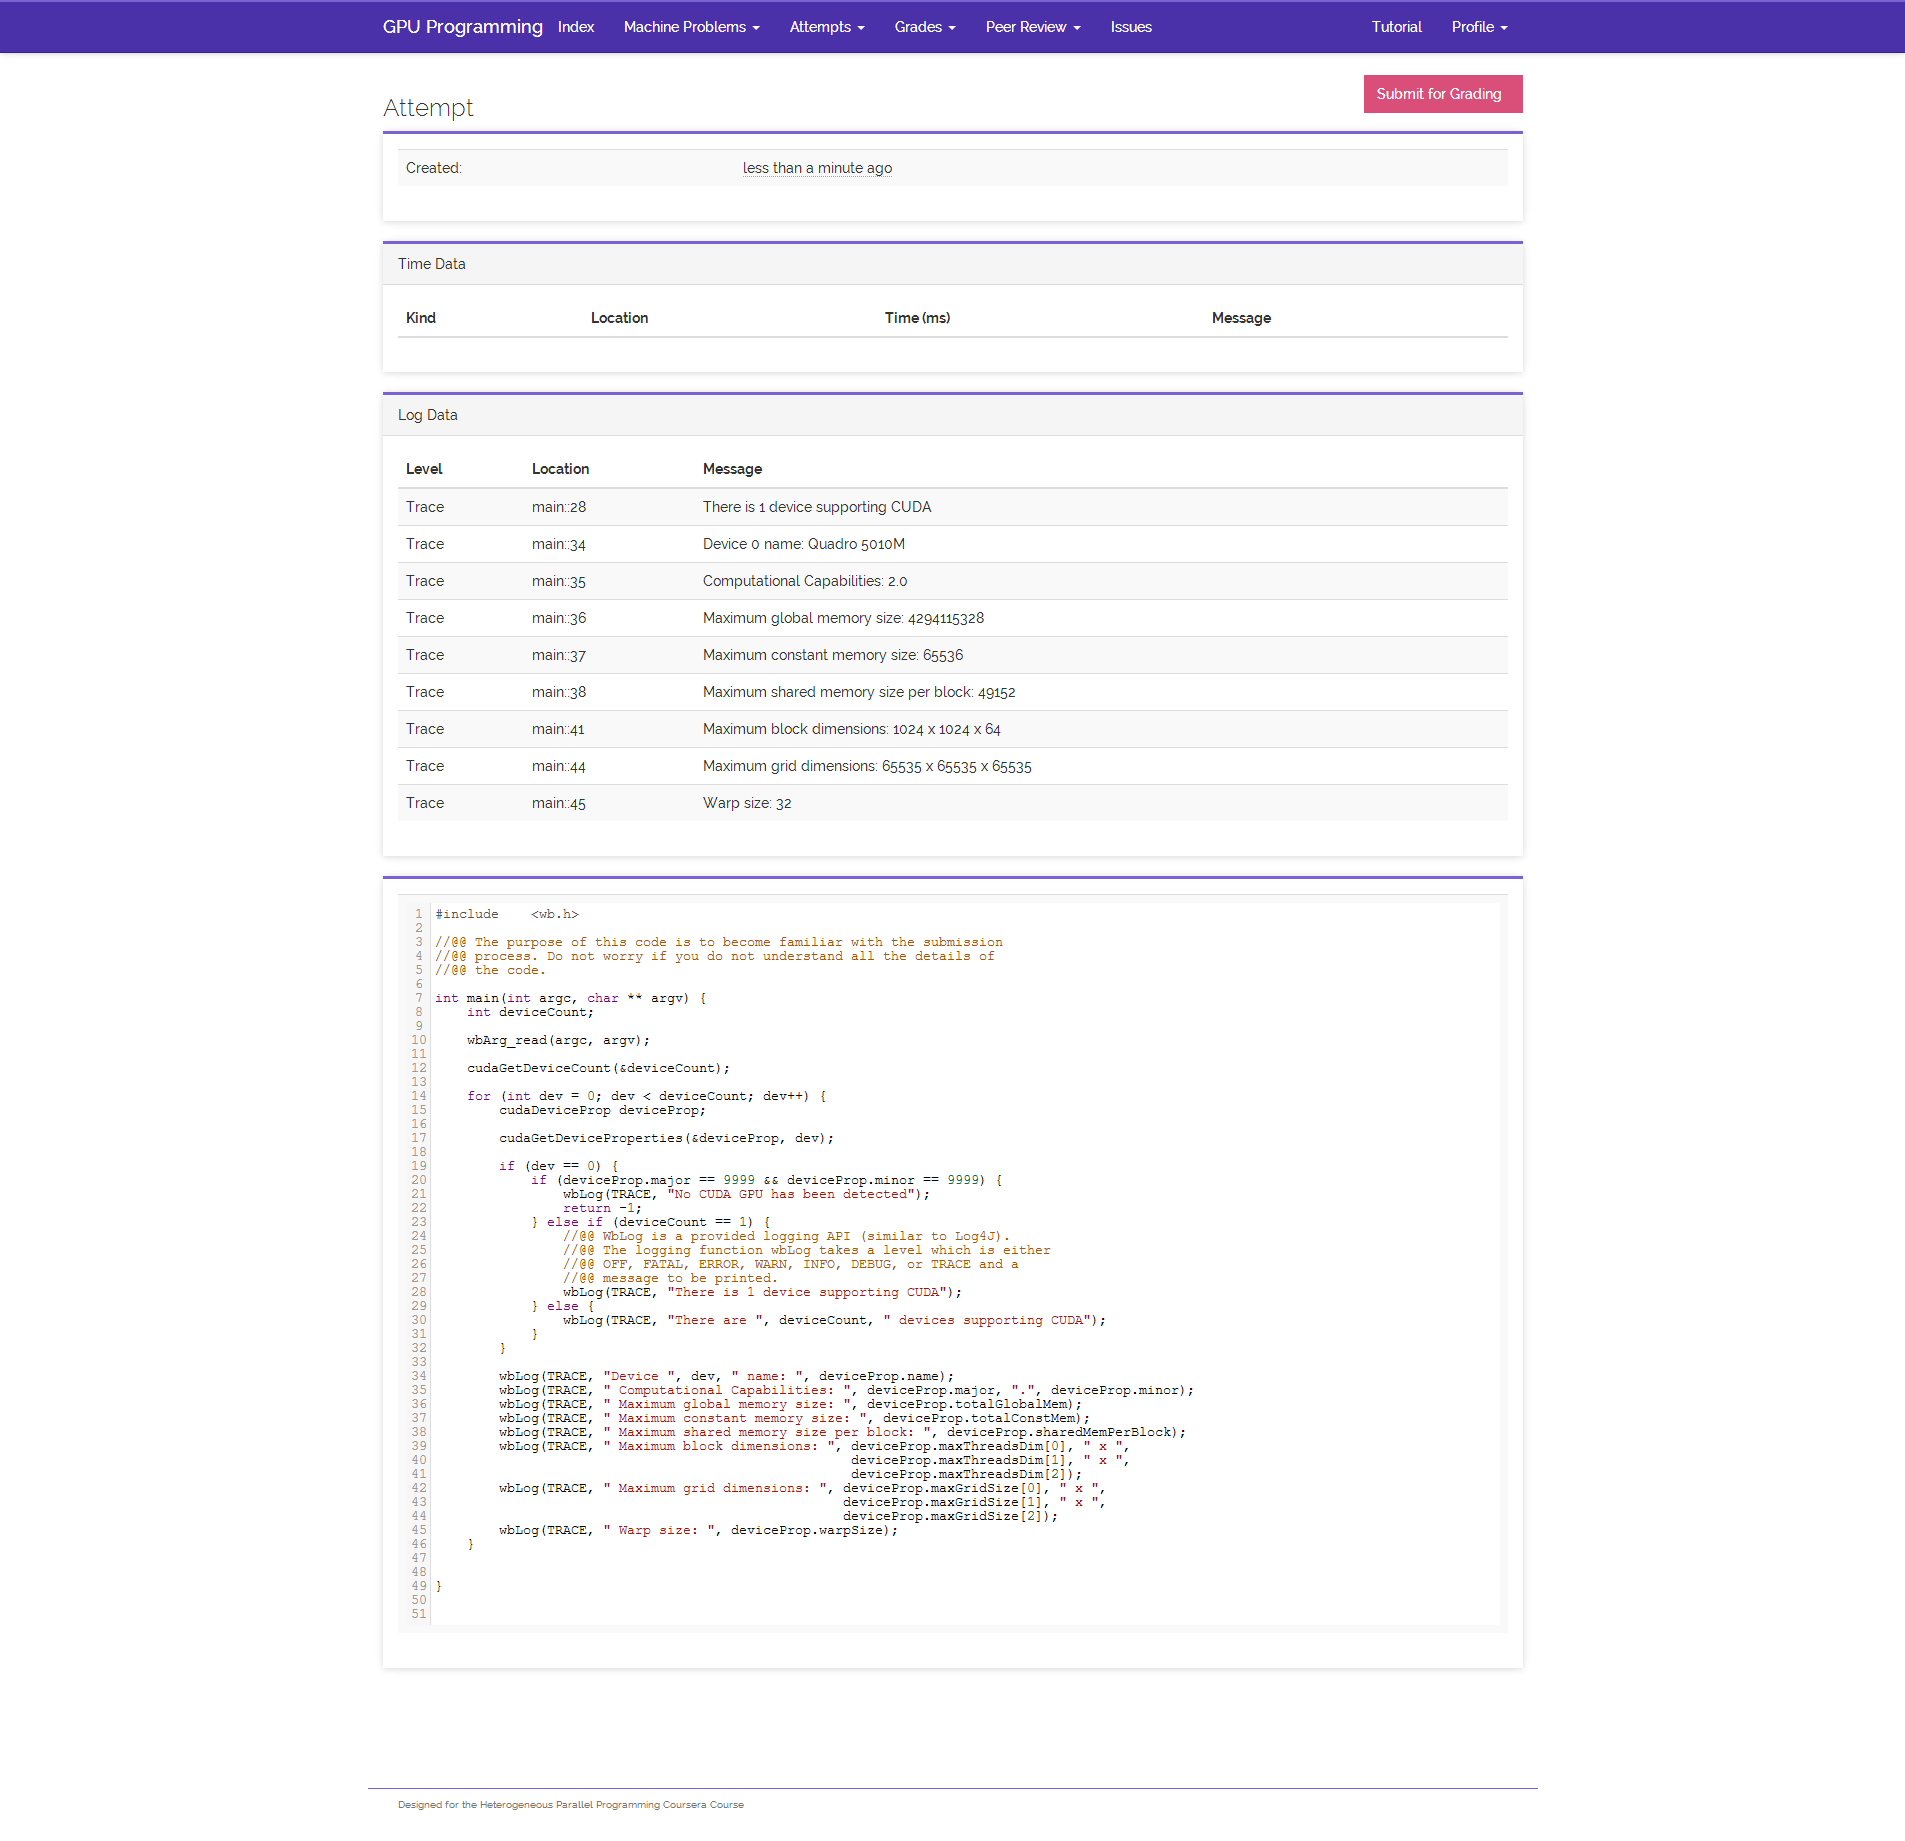 GPU Programming Index Machine Problems Attempts Grades Peer Review Issues Tutorial Profile
Submit for Grading
Attempt
Created: less than a minute ago
Time Data
Kind Location Time (ms) Message
Log Data
Level Location Message
Trace main::28 There is 1 device supporting CUDA
Trace main::34 Device 0 name: Quadro 5010M
Trace main::35 Computational Capabilities: 2.0
Trace main::36 Maximum global memory size: 4294115328
Trace main::37 Maximum constant memory size: 65536
Trace main::38 Maximum shared memory size per block: 49152
Trace main::41 Maximum block dimensions: 1024 x 1024 x 64
Trace main::44 Maximum grid dimensions: 65535 x 65535 x 65535
Trace main::45 Warp size: 32
1 #include    <wb.h>
2
3 //@@ The purpose of this code is to become familiar with the submission
4 //@@ process. Do not worry if you do not understand all the details of
5 //@@ the code.
6
7 int main(int argc, char ** argv) {
8     int deviceCount;
9
10     wbArg_read(argc, argv);
11
12     cudaGetDeviceCount(&deviceCount);
13
14     for (int dev = 0; dev < deviceCount; dev++) {
15         cudaDeviceProp deviceProp;
16
17         cudaGetDeviceProperties(&deviceProp, dev);
18
19         if (dev == 0) {
20             if (deviceProp.major == 9999 && deviceProp.minor == 9999) {
21                 wbLog(TRACE, "No CUDA GPU has been detected");
22                 return -1;
23             } else if (deviceCount == 1) {
24                 //@@ WbLog is a provided logging API (similar to Log4J).
25                 //@@ The logging function wbLog takes a level which is either
26                 //@@ OFF, FATAL, ERROR, WARN, INFO, DEBUG, or TRACE and a
27                 //@@ message to be printed.
28                 wbLog(TRACE, "There is 1 device supporting CUDA");
29             } else {
30                 wbLog(TRACE, "There are ", deviceCount, " devices supporting CUDA");
31             }
32         }
33
34         wbLog(TRACE, "Device ", dev, " name: ", deviceProp.name);
35         wbLog(TRACE, " Computational Capabilities: ", deviceProp.major, ".", deviceProp.minor);
36         wbLog(TRACE, " Maximum global memory size: ", deviceProp.totalGlobalMem);
37         wbLog(TRACE, " Maximum constant memory size: ", deviceProp.totalConstMem);
38         wbLog(TRACE, " Maximum shared memory size per block: ", deviceProp.sharedMemPerBlock);
39         wbLog(TRACE, " Maximum block dimensions: ", deviceProp.maxThreadsDim[0], " x ",
40                                                     deviceProp.maxThreadsDim[1], " x ",
41                                                     deviceProp.maxThreadsDim[2]);
42         wbLog(TRACE, " Maximum grid dimensions: ", deviceProp.maxGridSize[0], " x ",
43                                                    deviceProp.maxGridSize[1], " x ",
44                                                    deviceProp.maxGridSize[2]);
45         wbLog(TRACE, " Warp size: ", deviceProp.warpSize);
46     }
47
48
49 }
50
51
Designed for the Heterogeneous Parallel Programming Coursera Course